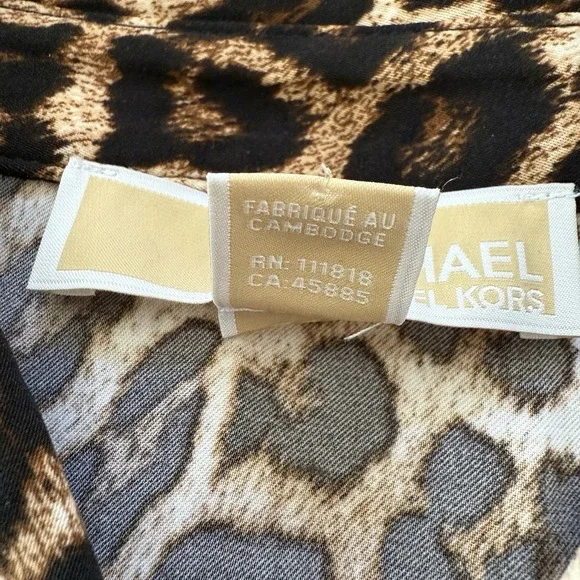 FABRIQUÉ AU
CAMBODGE
RN: 111818
CA:45885
HAEL
EL KORS